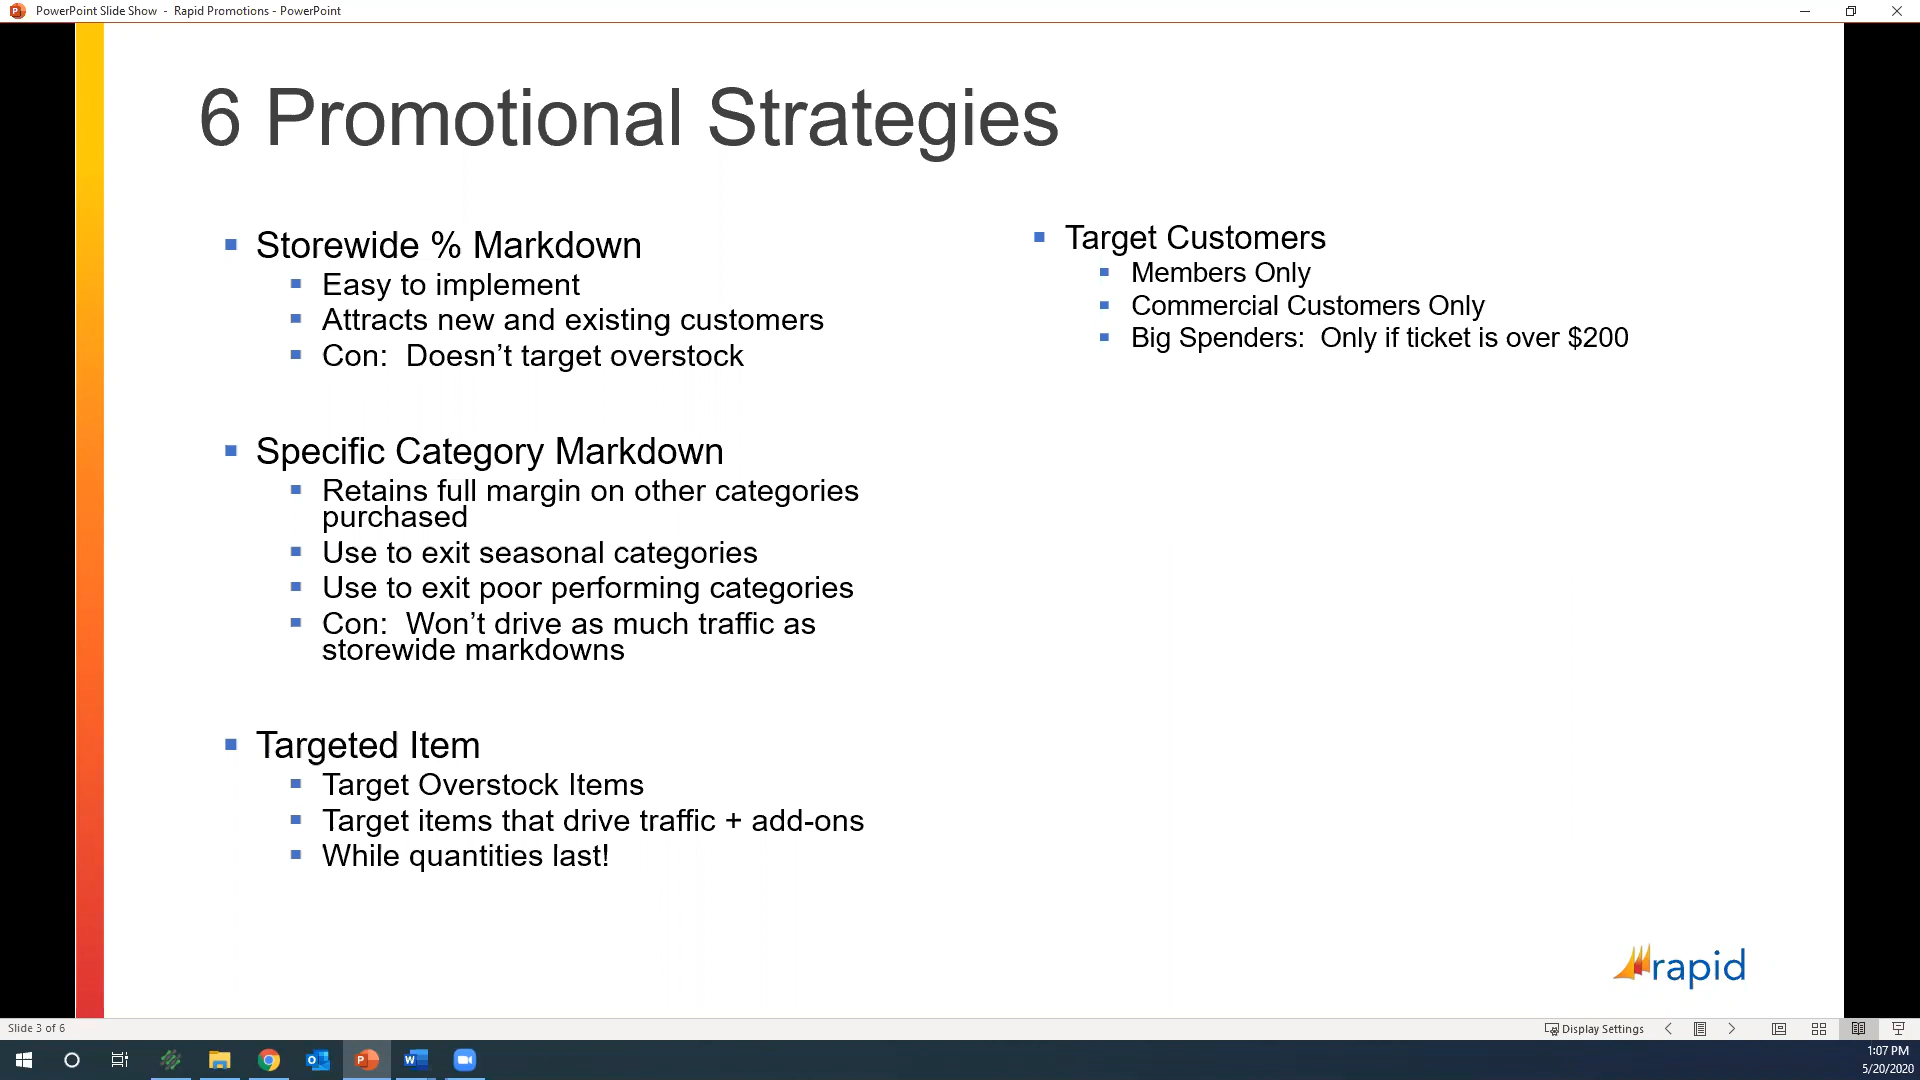 PowerPoint Slide Show - Rapid Promotions - PowerPoint
6 Promotional Strategies
Storewide % Markdown
Easy to implement
Attracts new and existing customers
Con: Doesn’t target overstock
Specific Category Markdown
Retains full margin on other categories
purchased
Use to exit seasonal categories
Use to exit poor performing categories
Con: Won’t drive as much traffic as
storewide markdowns
Targeted Item
Target Overstock Items
Target items that drive traffic + add-ons
While quantities last!
Target Customers
Members Only
Commercial Customers Only
Big Spenders: Only if ticket is over $200
rapid
Slide 3 of 6
Display Settings
1:07 PM
5/20/2020